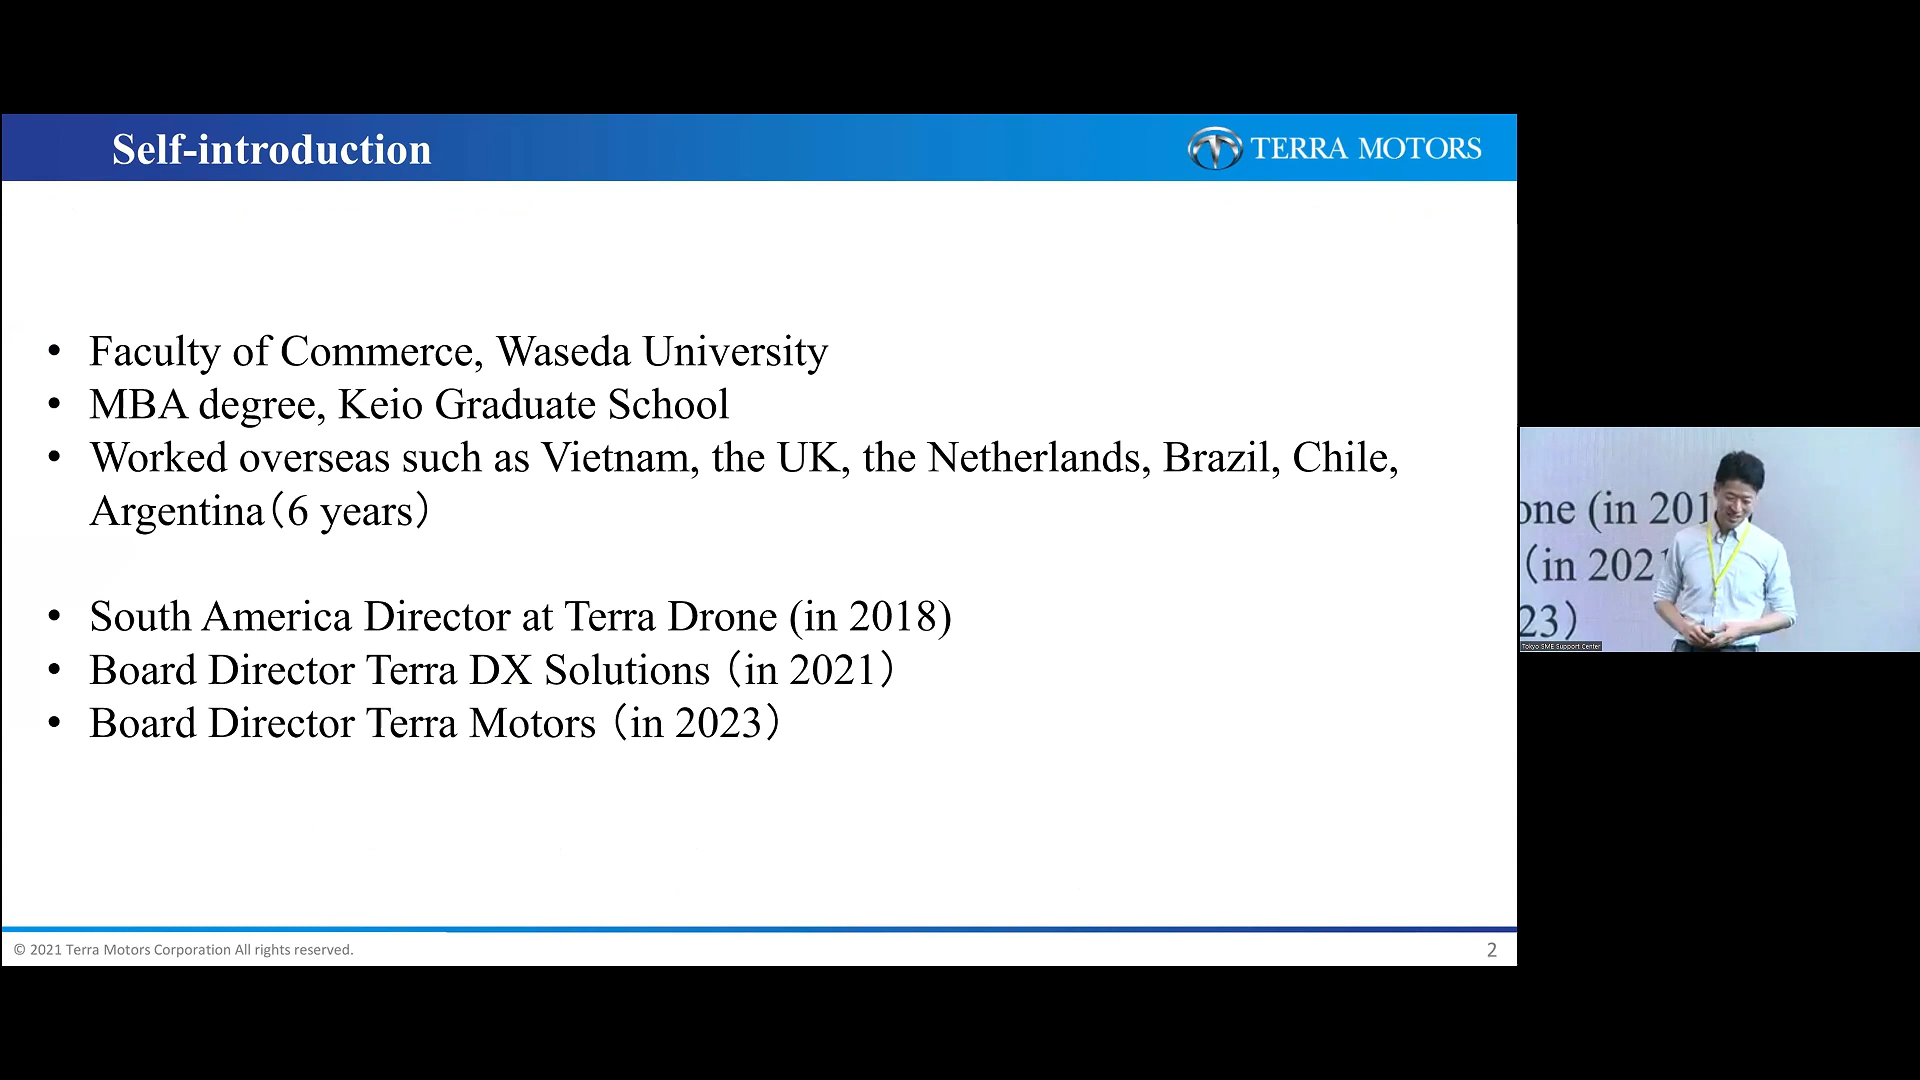 Self-introduction
TERRA MOTORS
• Faculty of Commerce, Waseda University
• MBA degree, Keio Graduate School
• Worked overseas such as Vietnam, the UK, the Netherlands, Brazil, Chile,
Argentina（6 years）
• South America Director at Terra Drone (in 2018)
• Board Director Terra DX Solutions （in 2021）
• Board Director Terra Motors （in 2023）
© 2021 Terra Motors Corporation All rights reserved.
2
one (in 201
（in 202
23）
Tokyo SME Support Center